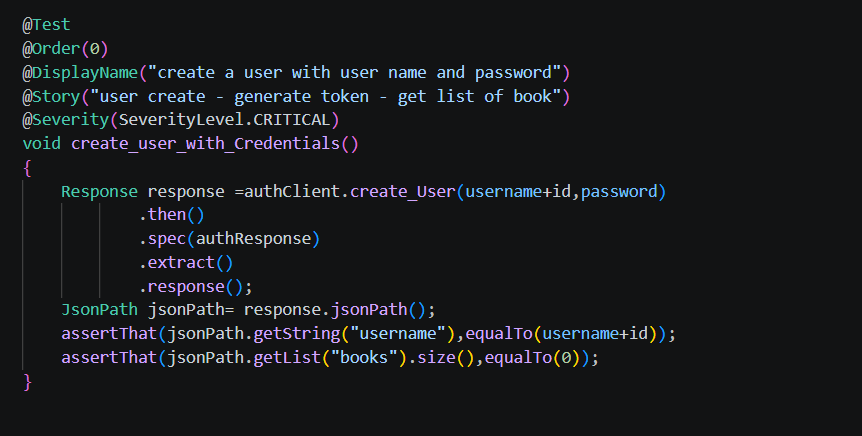 @Test
@Order(0)
@DisplayName("create a user with user name and password")
@Story("user create - generate token - get list of book")
@Severity(SeverityLevel.CRITICAL)
void create_user_with_Credentials()
{
Response response =authClient.create_User(username+id,password)
.then()
.spec(authResponse)
.extract()
.response();
JsonPath jsonPath= response.jsonPath();
assertThat(jsonPath.getString("username"),equalTo(username+id));
assertThat(jsonPath.getList("books").size(),equalTo(0));
}